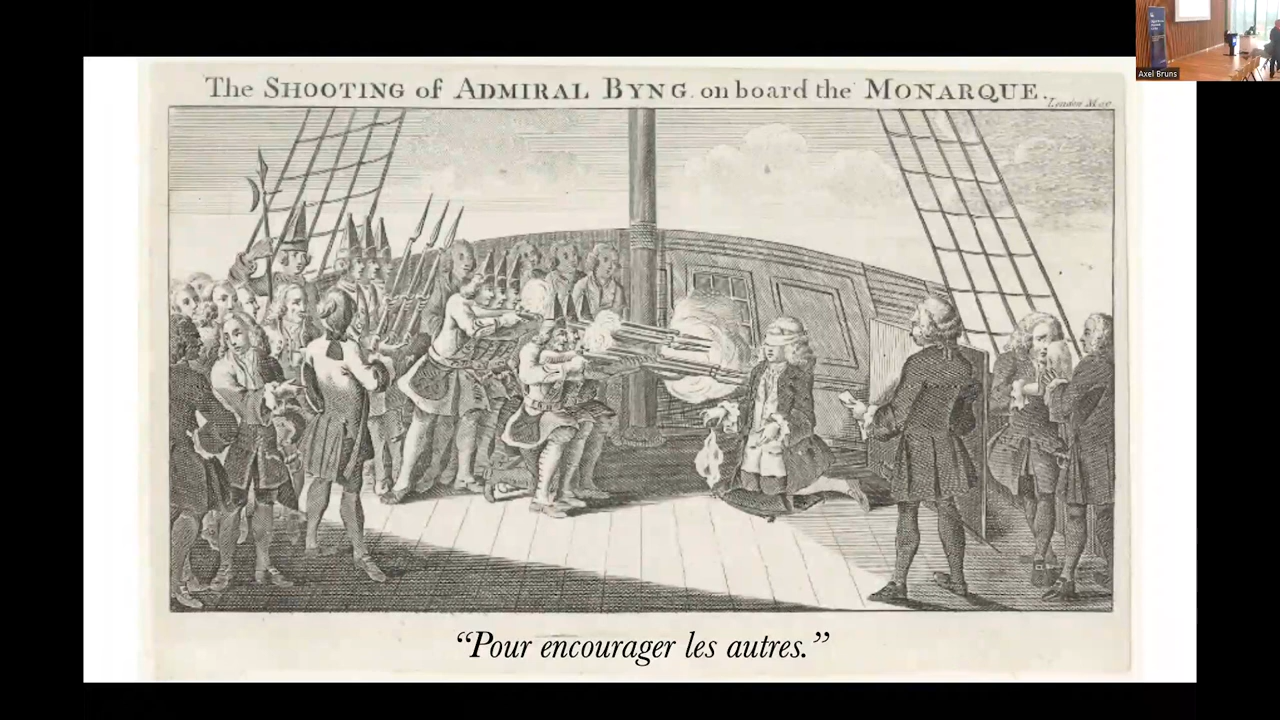 The SHOOTING of ADMIRAL BYNG. on board the MONARQUE.
“Pour encourager les autres.”
Axel Bruns